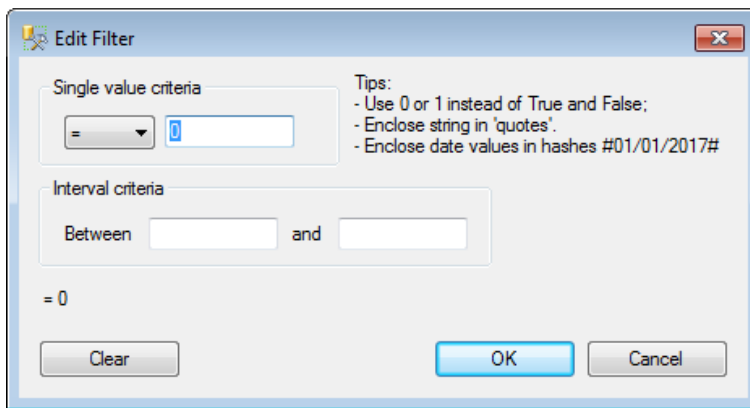 Edit Filter
Single value criteria
= 0
Tips:
- Use 0 or 1 instead of True and False;
- Enclose string in 'quotes'.
- Enclose date values in hashes #01/01/2017#
Interval criteria
Between and
= 0
Clear OK Cancel